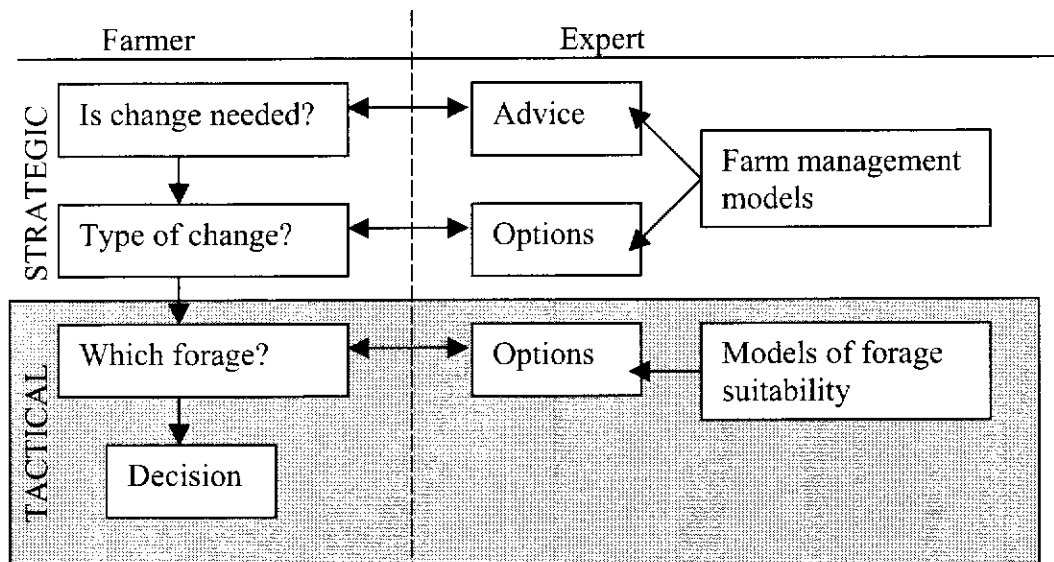 Farmer
Expert
STRATEGIC
Is change needed?
Advice
Farm management
models
Type of change?
Options
TACTICAL
Which forage?
Options
Models of forage
suitability
Decision